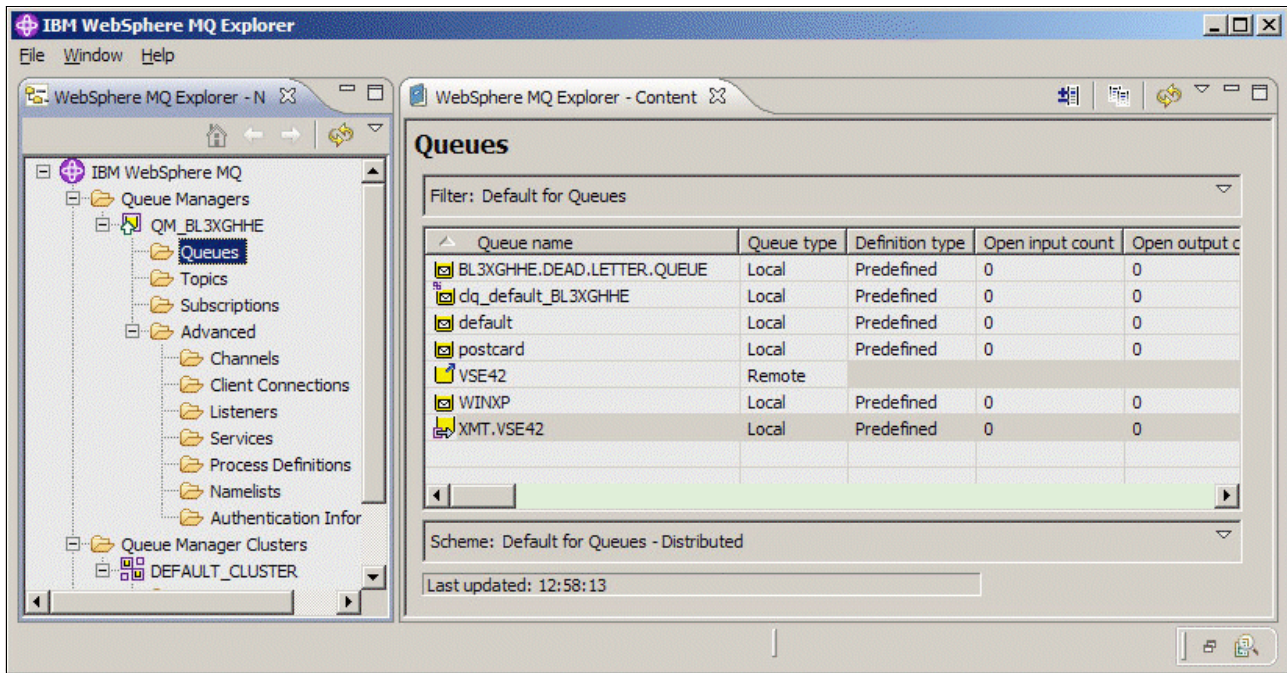 IBM WebSphere MQ Explorer
File Window Help
WebSphere MQ Explorer - N
IBM WebSphere MQ
Queue Managers
QM_BL3XGHHE
Queues
Topics
Subscriptions
Advanced
Channels
Client Connections
Listeners
Services
Process Definitions
Namelists
Authentication Infor
Queue Manager Clusters
DEFAULT_CLUSTER
WebSphere MQ Explorer - Content
Queues
Filter: Default for Queues
Queue name Queue type Definition type Open input count Open output c
BL3XGHHE.DEAD.LETTER.QUEUE Local Predefined 0 0
clq_default_BL3XGHHE Local Predefined 0 0
default Local Predefined 0 0
postcard Local Predefined 0 0
VSE42 Remote
WINXP Local Predefined 0 0
XMT.VSE42 Local Predefined 0 0
Scheme: Default for Queues - Distributed
Last updated: 12:58:13